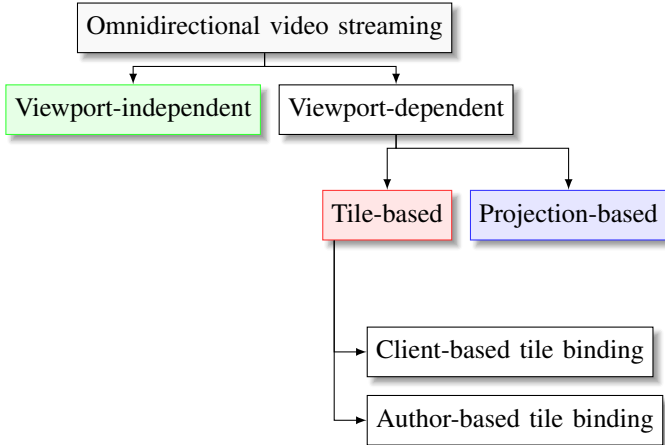 Omnidirectional video streaming
Viewport-independent
Viewport-dependent
Tile-based
Projection-based
Client-based tile binding
Author-based tile binding